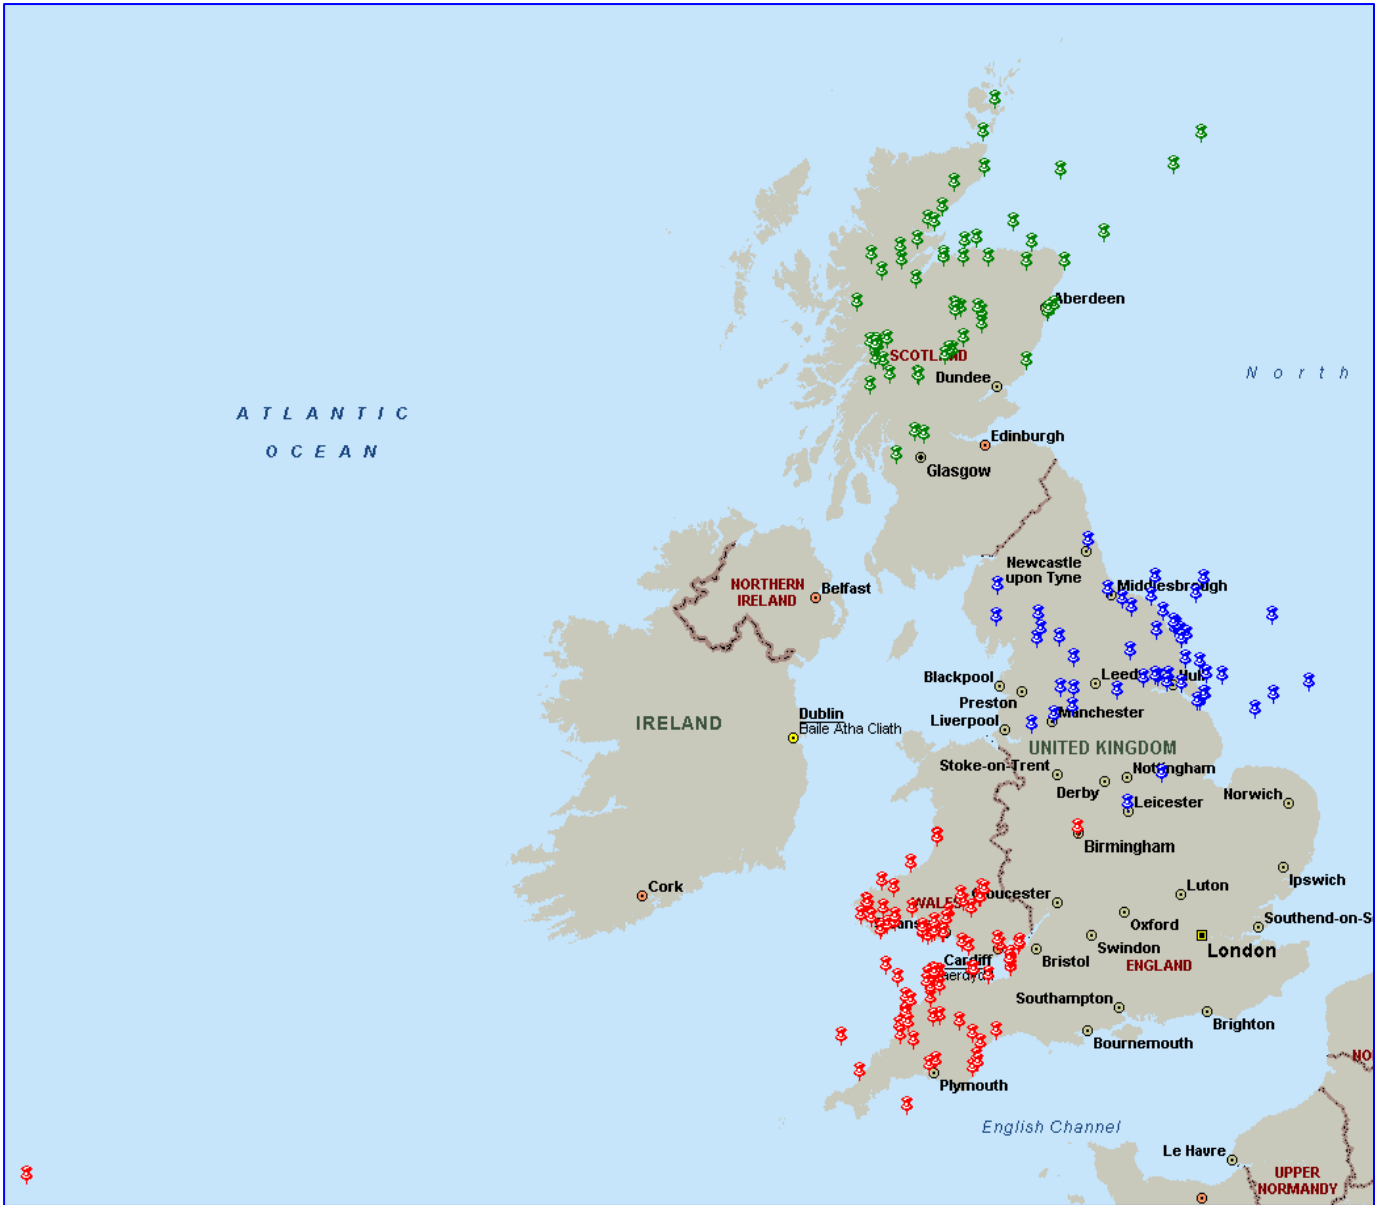 Aberdeen
SCOTLAND
Dundee
North
ATLANTIC
OCEAN
Edinburgh
Glasgow
Newcastle
upon Tyne
NORTHERN
IRELAND
Belfast
Middlesbrough
Blackpool
Leeds
Preston
Liverpool
Manchester
Dublin
Baile Atha Cliath
IRELAND
UNITED KINGDOM
Stoke-on-Trent
Nottingham
Derby
Leicester
Norwich
Birmingham
Ipswich
Cork
WALES
Gloucester
Luton
Oxford
Southend-on-S
Swans
Swindon
London
Cardiff
Bristol
ENGLAND
Southampton
Brighton
Bournemouth
NO
Plymouth
English Channel
Le Havre
UPPER
NORMANDY